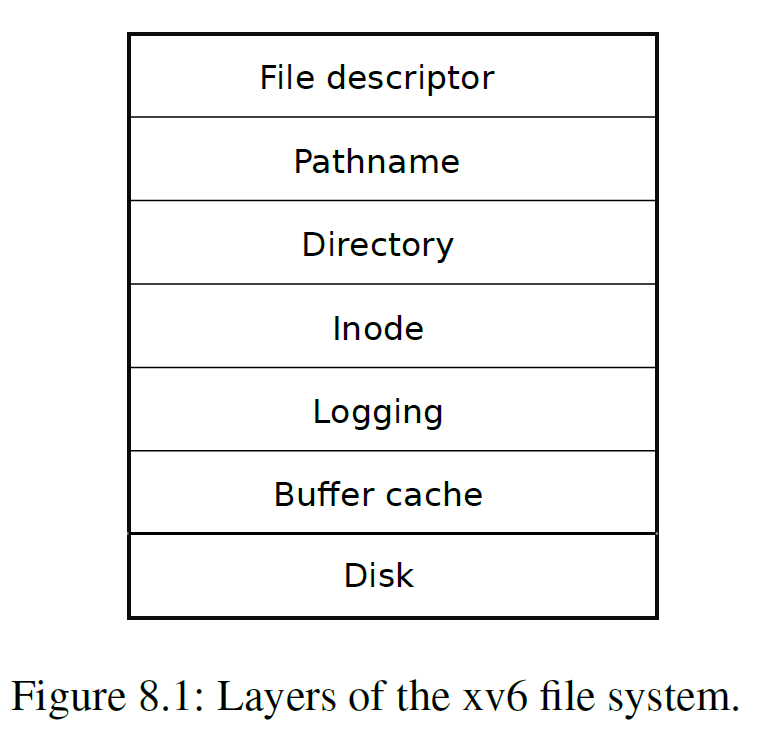 File descriptor
Pathname
Directory
Inode
Logging
Buffer cache
Disk
Figure 8.1: Layers of the xv6 file system.